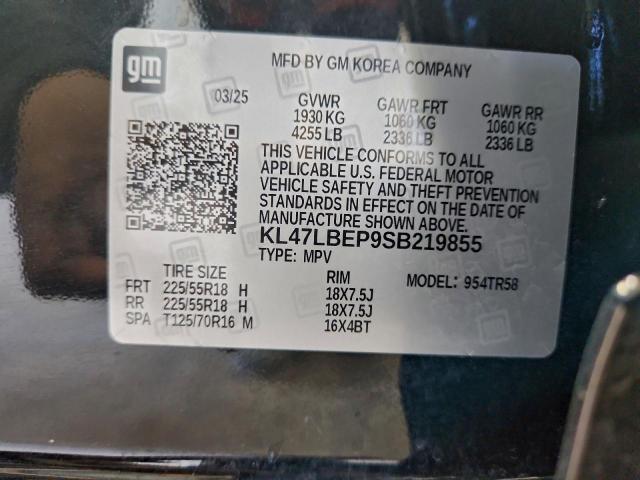 gm
MFD BY GM KOREA COMPANY
03/25 GVWR GAWR FRT GAWR RR
1930 KG 1060 KG 1060 KG
4255 LB 2336 LB 2336 LB
THIS VEHICLE CONFORMS TO ALL
APPLICABLE U.S. FEDERAL MOTOR
VEHICLE SAFETY AND THEFT PREVENTION
STANDARDS IN EFFECT ON THE DATE OF
MANUFACTURE SHOWN ABOVE.
KL47LBEP9SB219855
TYPE: MPV
TIRE SIZE RIM MODEL: 954TR58
FRT 225/55R18 H 18X7.5J
RR 225/55R18 H 18X7.5J
SPA T125/70R16 M 16X4BT